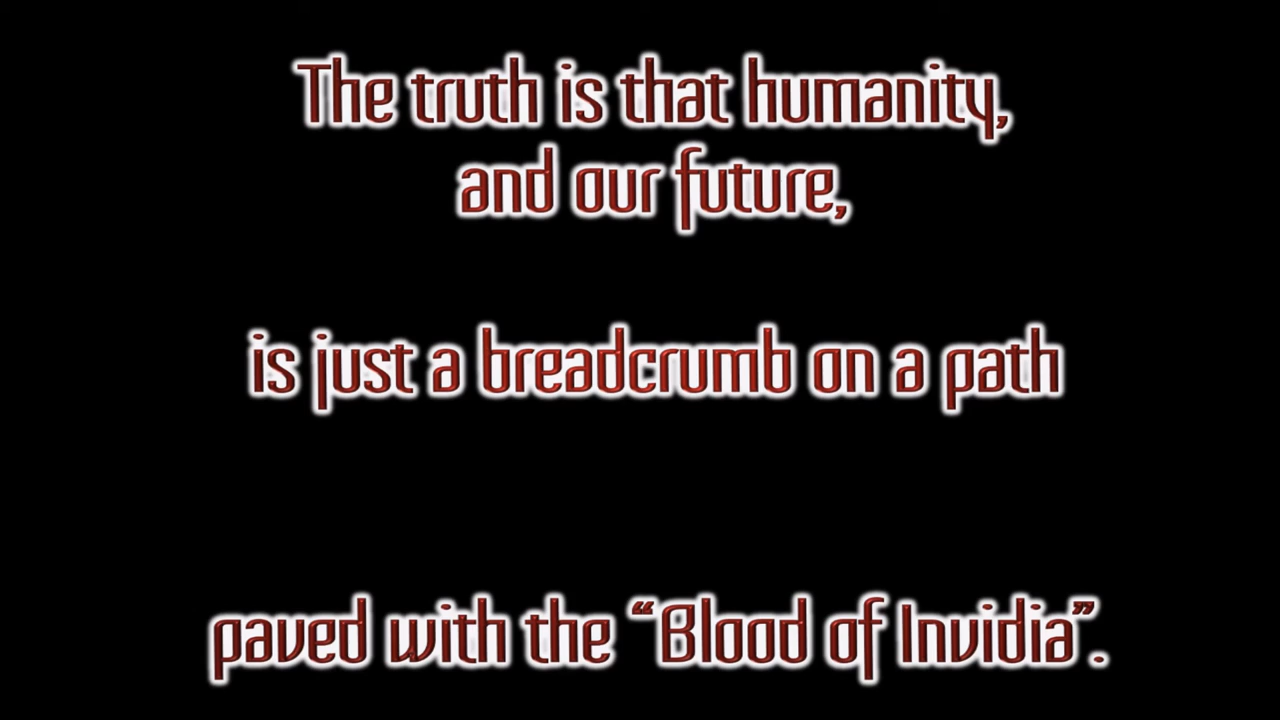 The truth is that humanity,
and our future,
is just a breadcrumb on a path
paved with the “Blood of Invidia”.